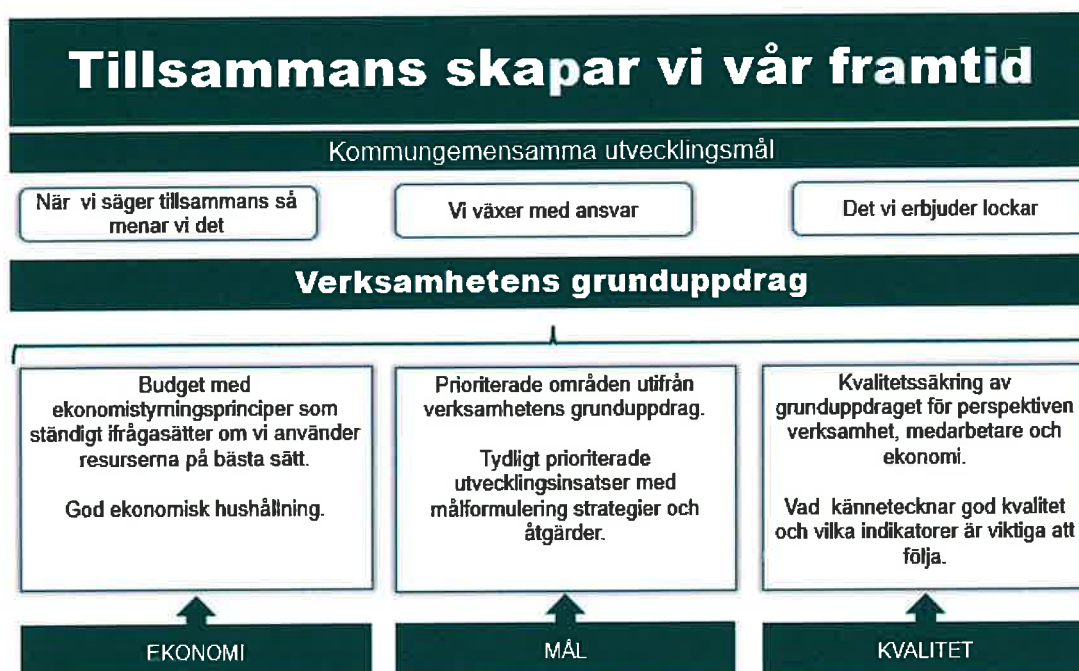 Tillsammans skapar vi vår framtid
Kommungemensamma utvecklingsmål
När vi säger tillsammans så
menar vi det
Vi växer med ansvar
Det vi erbjuder lockar
Verksamhetens grunduppdrag
Budget med
ekonomistyrningsprinciper som
ständigt ifrågasätter om vi använder
resurserna på bästa sätt.
God ekonomisk hushållning.
Prioriterade områden utifrån
verksamhetens grunduppdrag.
Tydligt prioriterade
utvecklingsinsatser med
målformulering strategier och
åtgärder.
Kvalitetssäkring av
grunduppdraget för perspektiven
verksamhet, medarbetare och
ekonomi.
Vad kännetecknar god kvalitet
och vilka indikatorer är viktiga att
följa.
EKONOMI
MÅL
KVALITET